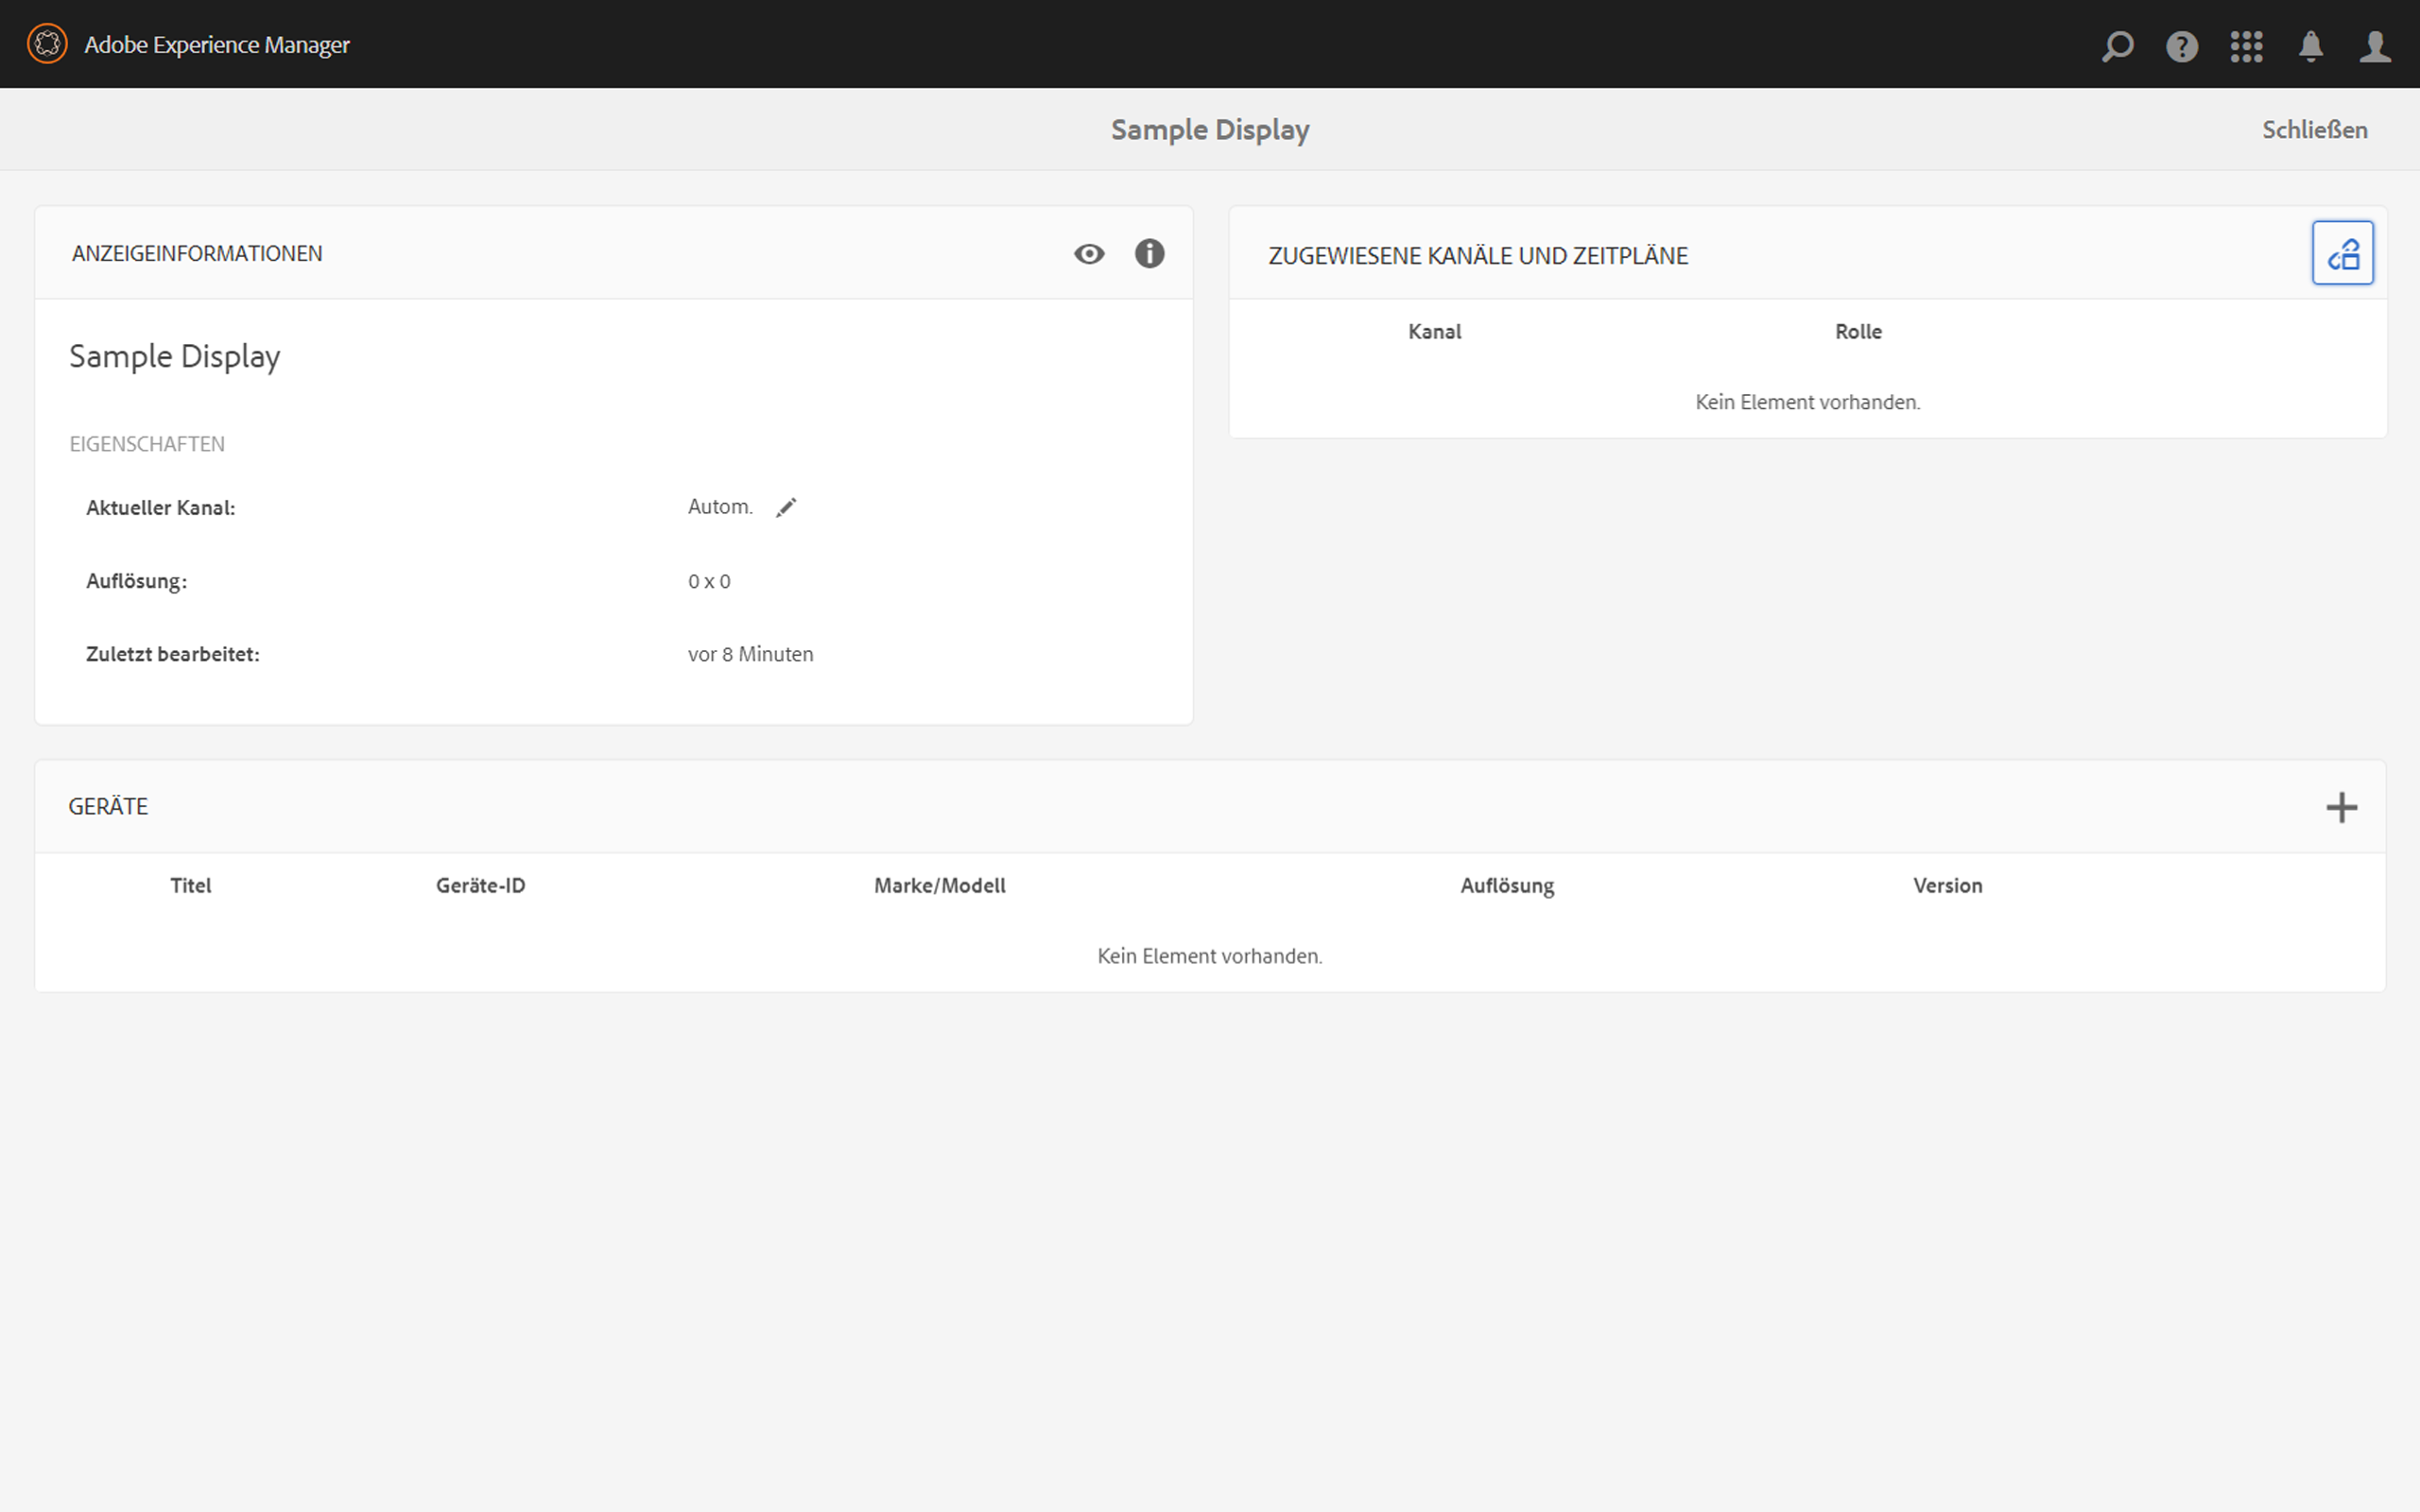 Adobe Experience Manager
Sample Display
Schließen
ANZEIGEINFORMATIONEN
Sample Display
EIGENSCHAFTEN
Aktueller Kanal: Autom.
Auflösung: 0 x 0
Zuletzt bearbeitet: vor 8 Minuten
ZUGEWIESENE KANÄLE UND ZEITPLÄNE
Kanal Rolle
Kein Element vorhanden.
GERÄTE
Titel Geräte-ID Marke/Modell Auflösung Version
Kein Element vorhanden.